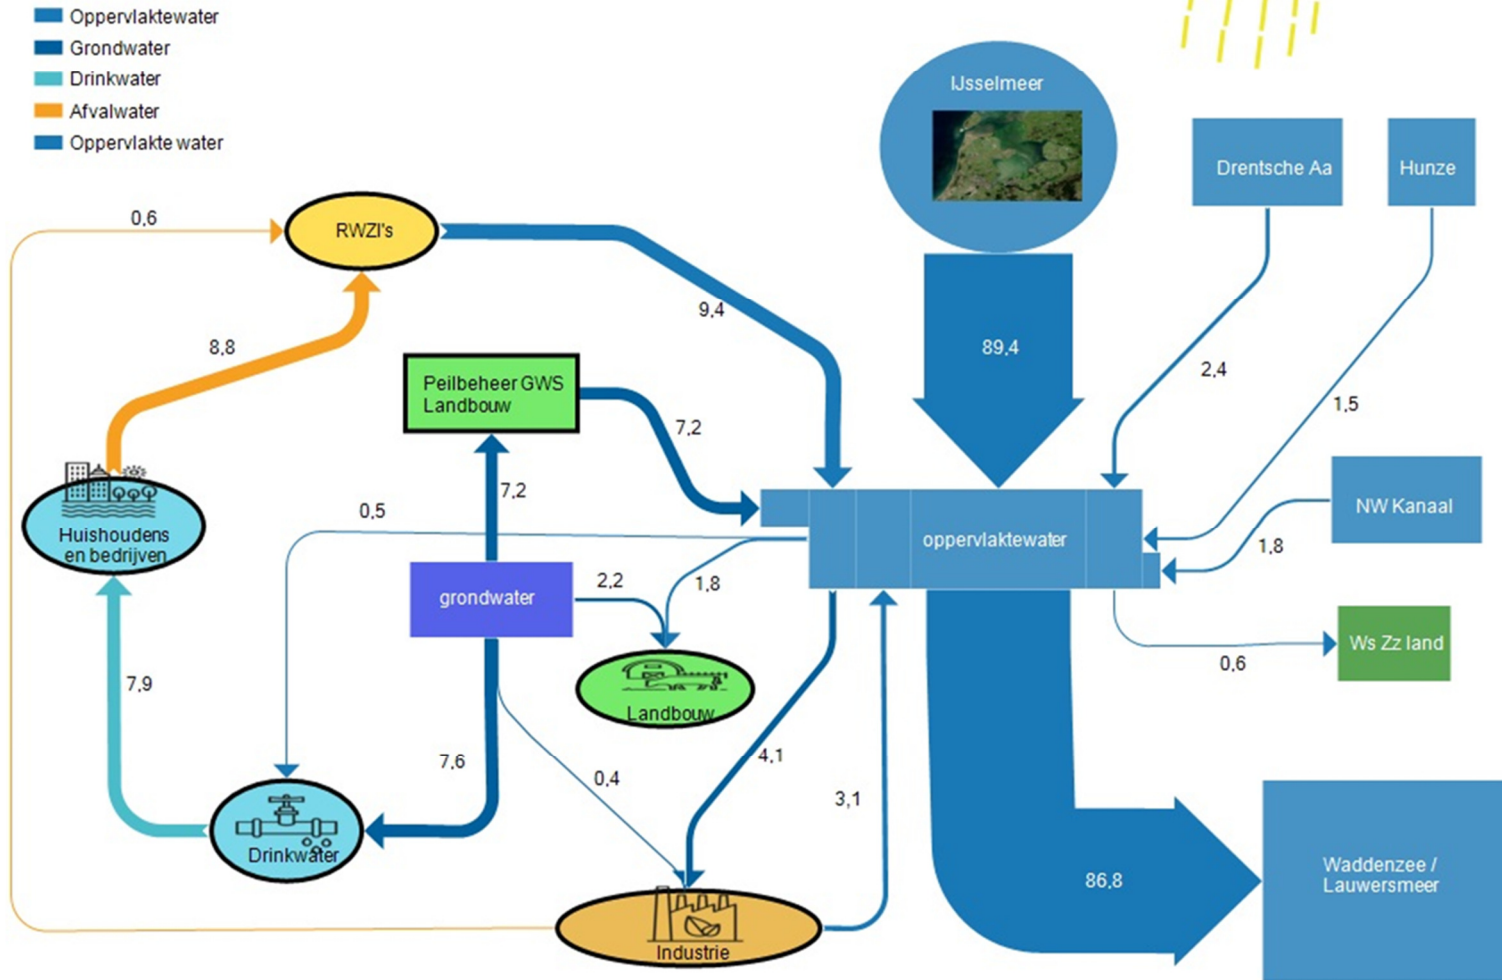 Oppervlaktewater
Grondwater
Drinkwater
Afvalwater
Oppervlakte water
IJsselmeer
Drentsche Aa
Hunze
0,6
RWZI's
9,4
8,8
89,4
2,4
1,5
Peilbeheer GWS
Landbouw
7,2
7,2
0,5
NW Kanaal
1,8
oppervlaktewater
Huishoudens
en bedrijven
grondwater
2,2
1,8
Ws Zz land
0,6
7,9
Landbouw
7,6
0,4
4,1
3,1
Drinkwater
86,8
Waddenzee /
Lauwersmeer
Industrie